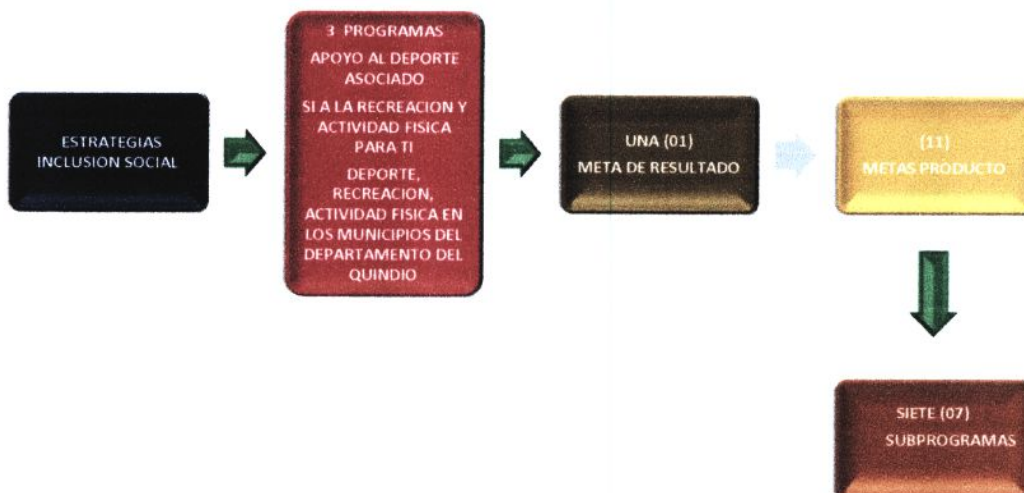 ESTRATEGIAS
INCLUSION SOCIAL
3 PROGRAMAS
APOYO AL DEPORTE
ASOCIADO
SI A LA RECREACION Y
ACTIVIDAD FISICA
PARA TI
DEPORTE,
RECREACION,
ACTIVIDAD FISICA EN
LOS MUNICIPIOS DEL
DEPARTAMENTO DEL
QUINDIO
UNA (01)
META DE RESULTADO
(11)
METAS PRODUCTO
SIETE (07)
SUBPROGRAMAS